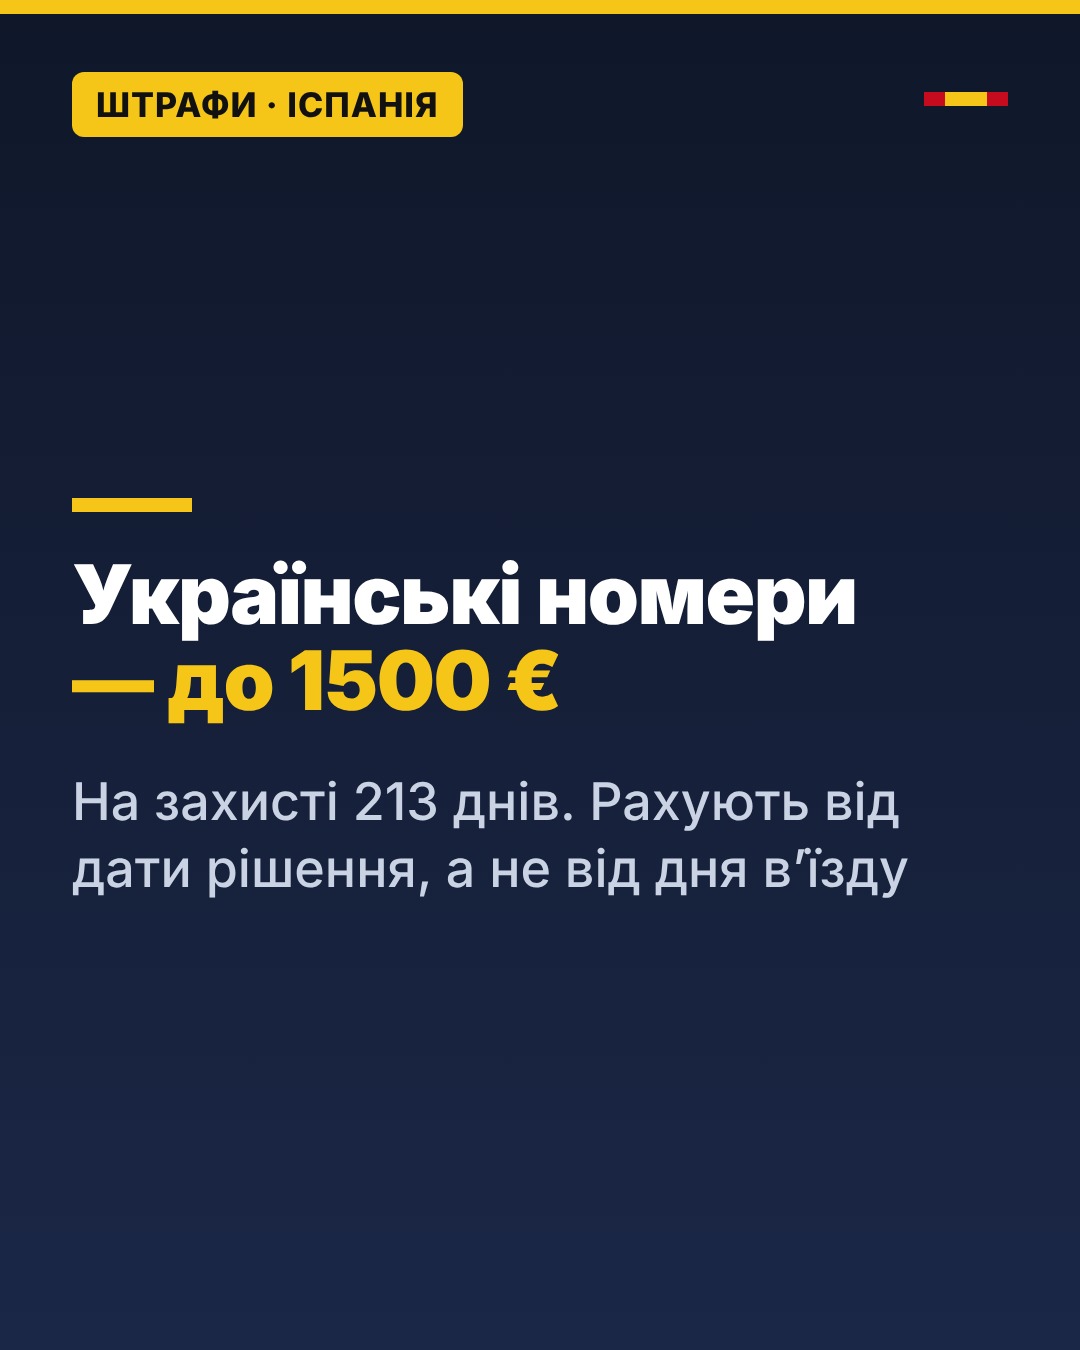 ШТРАФИ · ІСПАНІЯ
Українські номери
— до 1500 €
На захисті 213 днів. Рахують від
дати рішення, а не від дня в’їзду